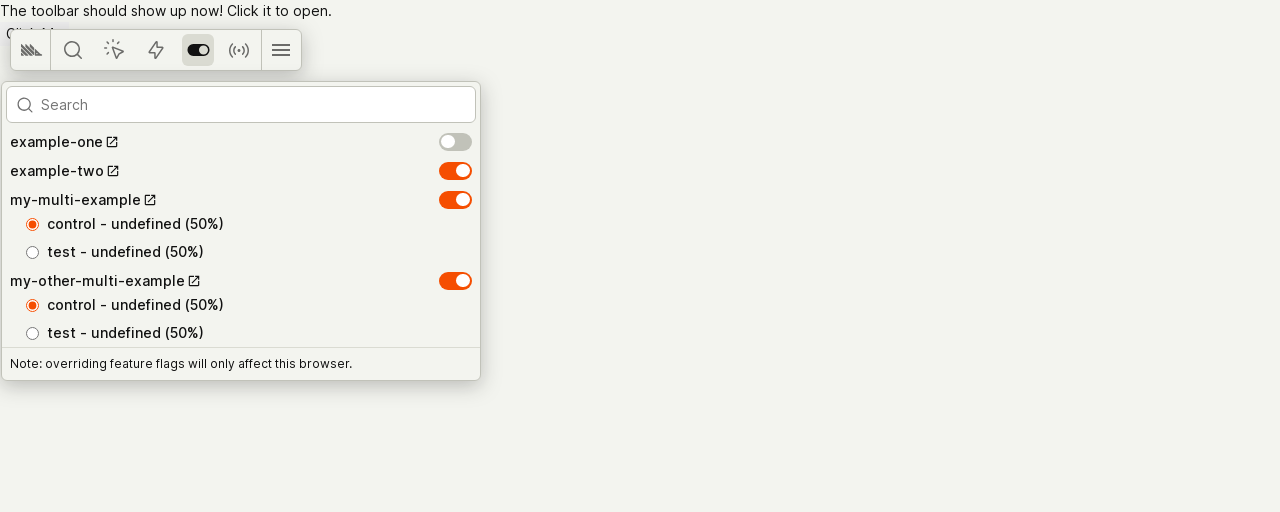 The toolbar should show up now! Click it to open.
Search
example-one
example-two
my-multi-example
control - undefined (50%)
test - undefined (50%)
my-other-multi-example
control - undefined (50%)
test - undefined (50%)
Note: overriding feature flags will only affect this browser.